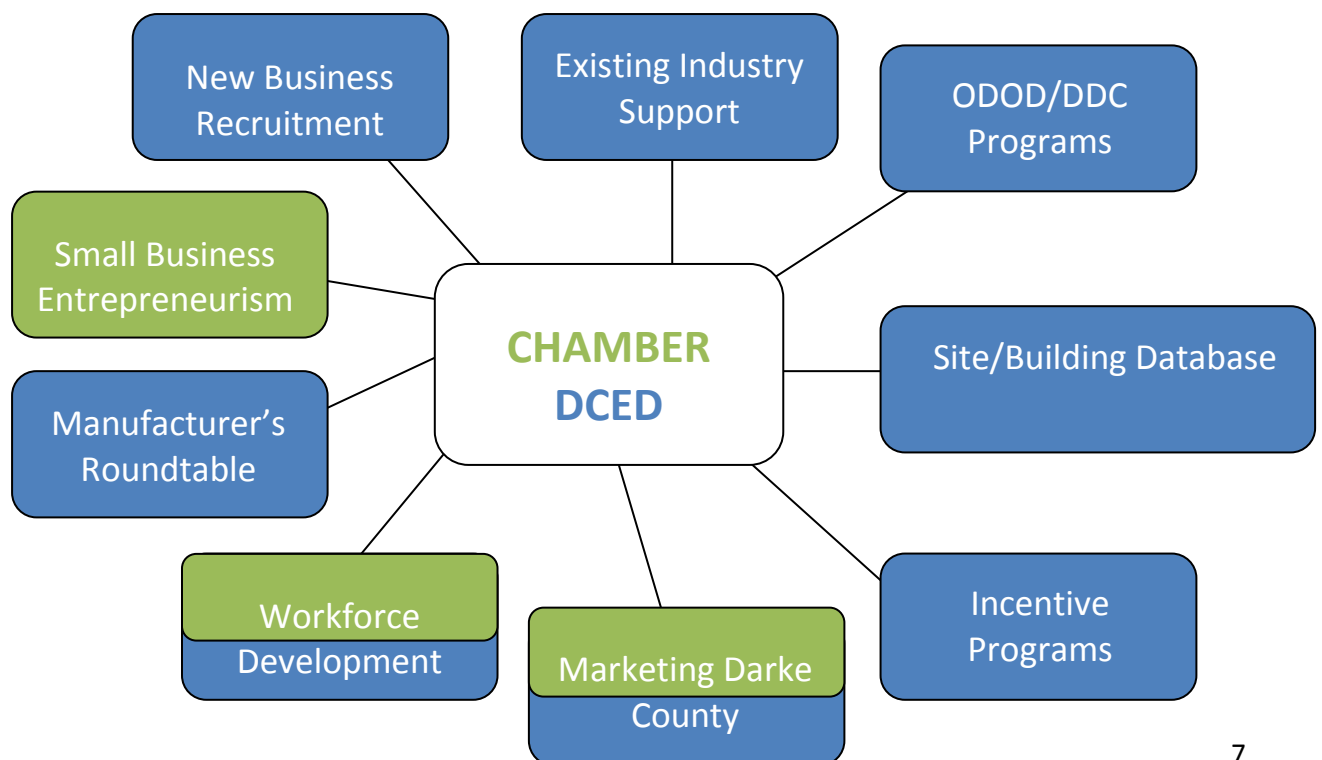 New Business
Recruitment
Existing Industry
Support
ODOD/DDC
Programs
Small Business
Entrepreneurism
CHAMBER
DCED
Site/Building Database
Manufacturer’s
Roundtable
Workforce
Development
Marketing Darke
County
Incentive
Programs
7